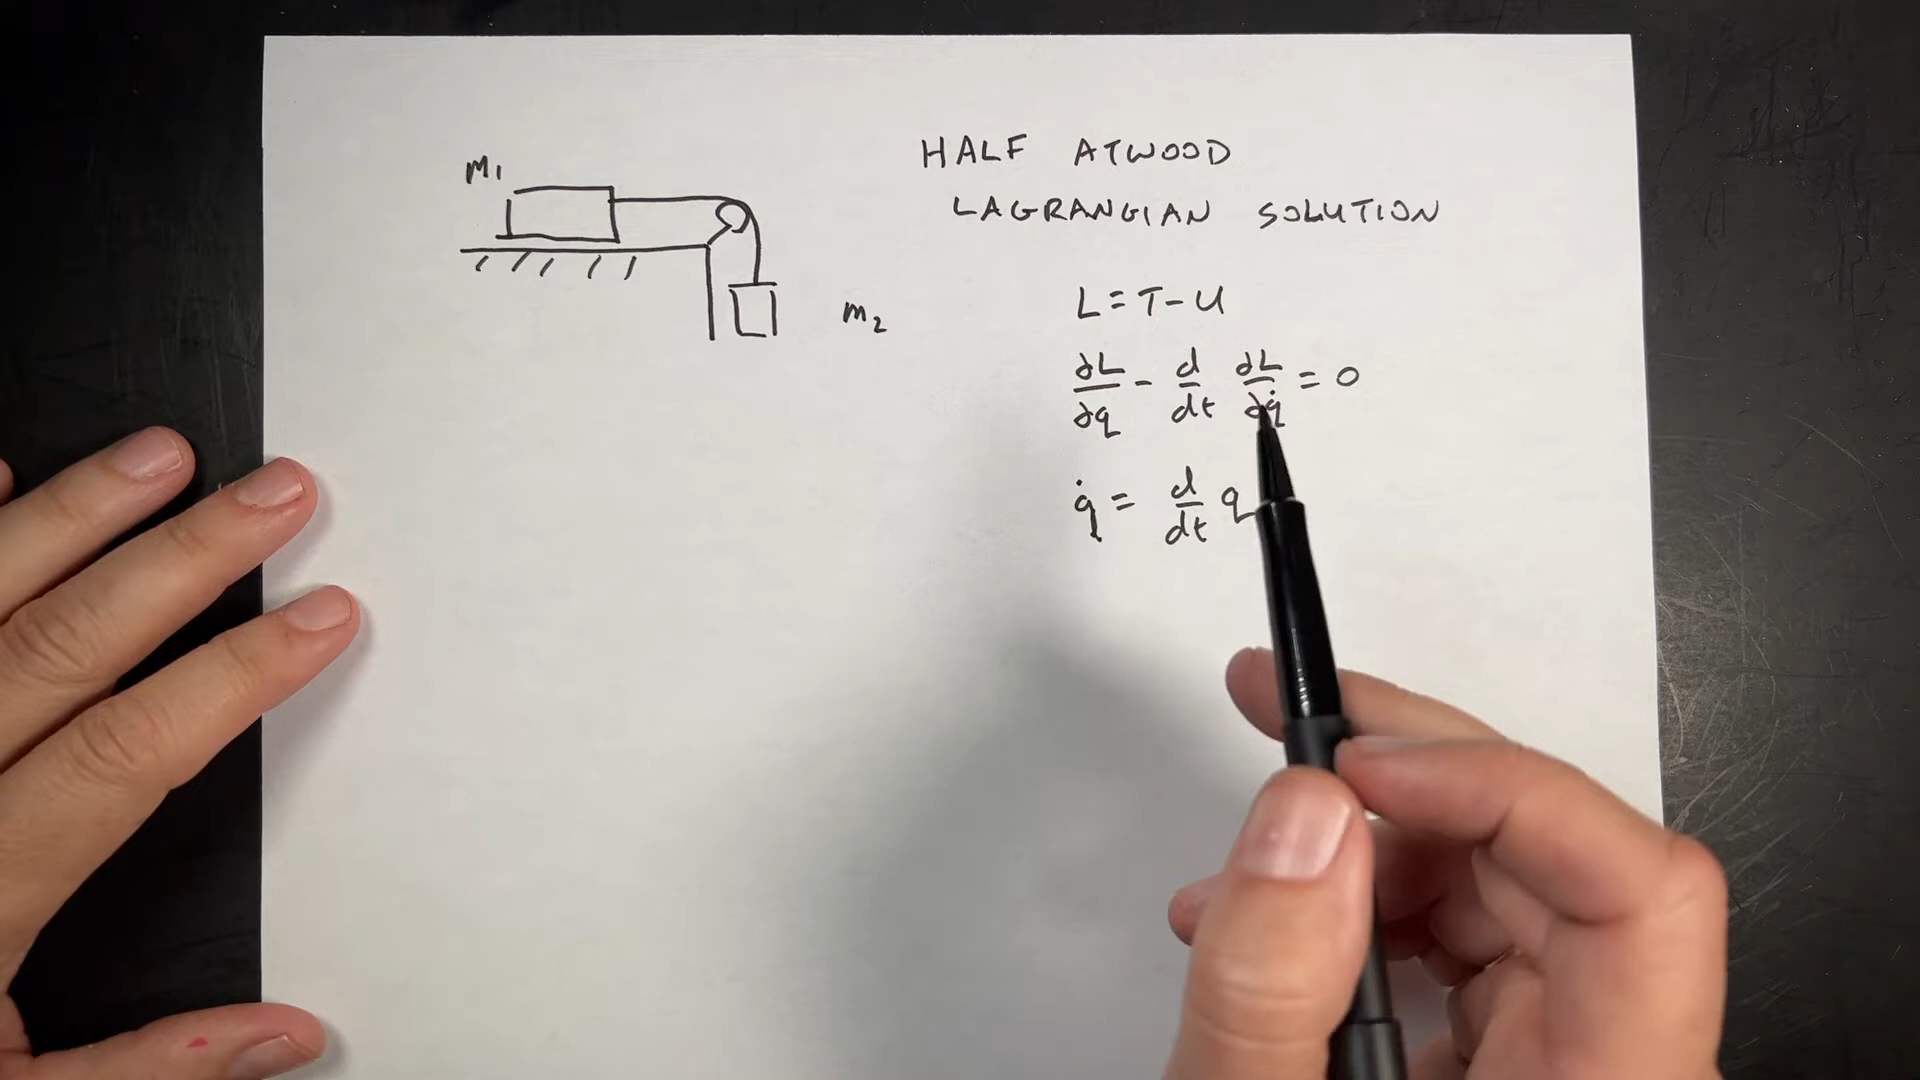 m₁
m₂
HALF ATWOOD
LAGRANGIAN SOLUTION
L = T - U
∂L/∂q - d/dt ∂L/∂q̇ = 0
q̇ = d/dt q